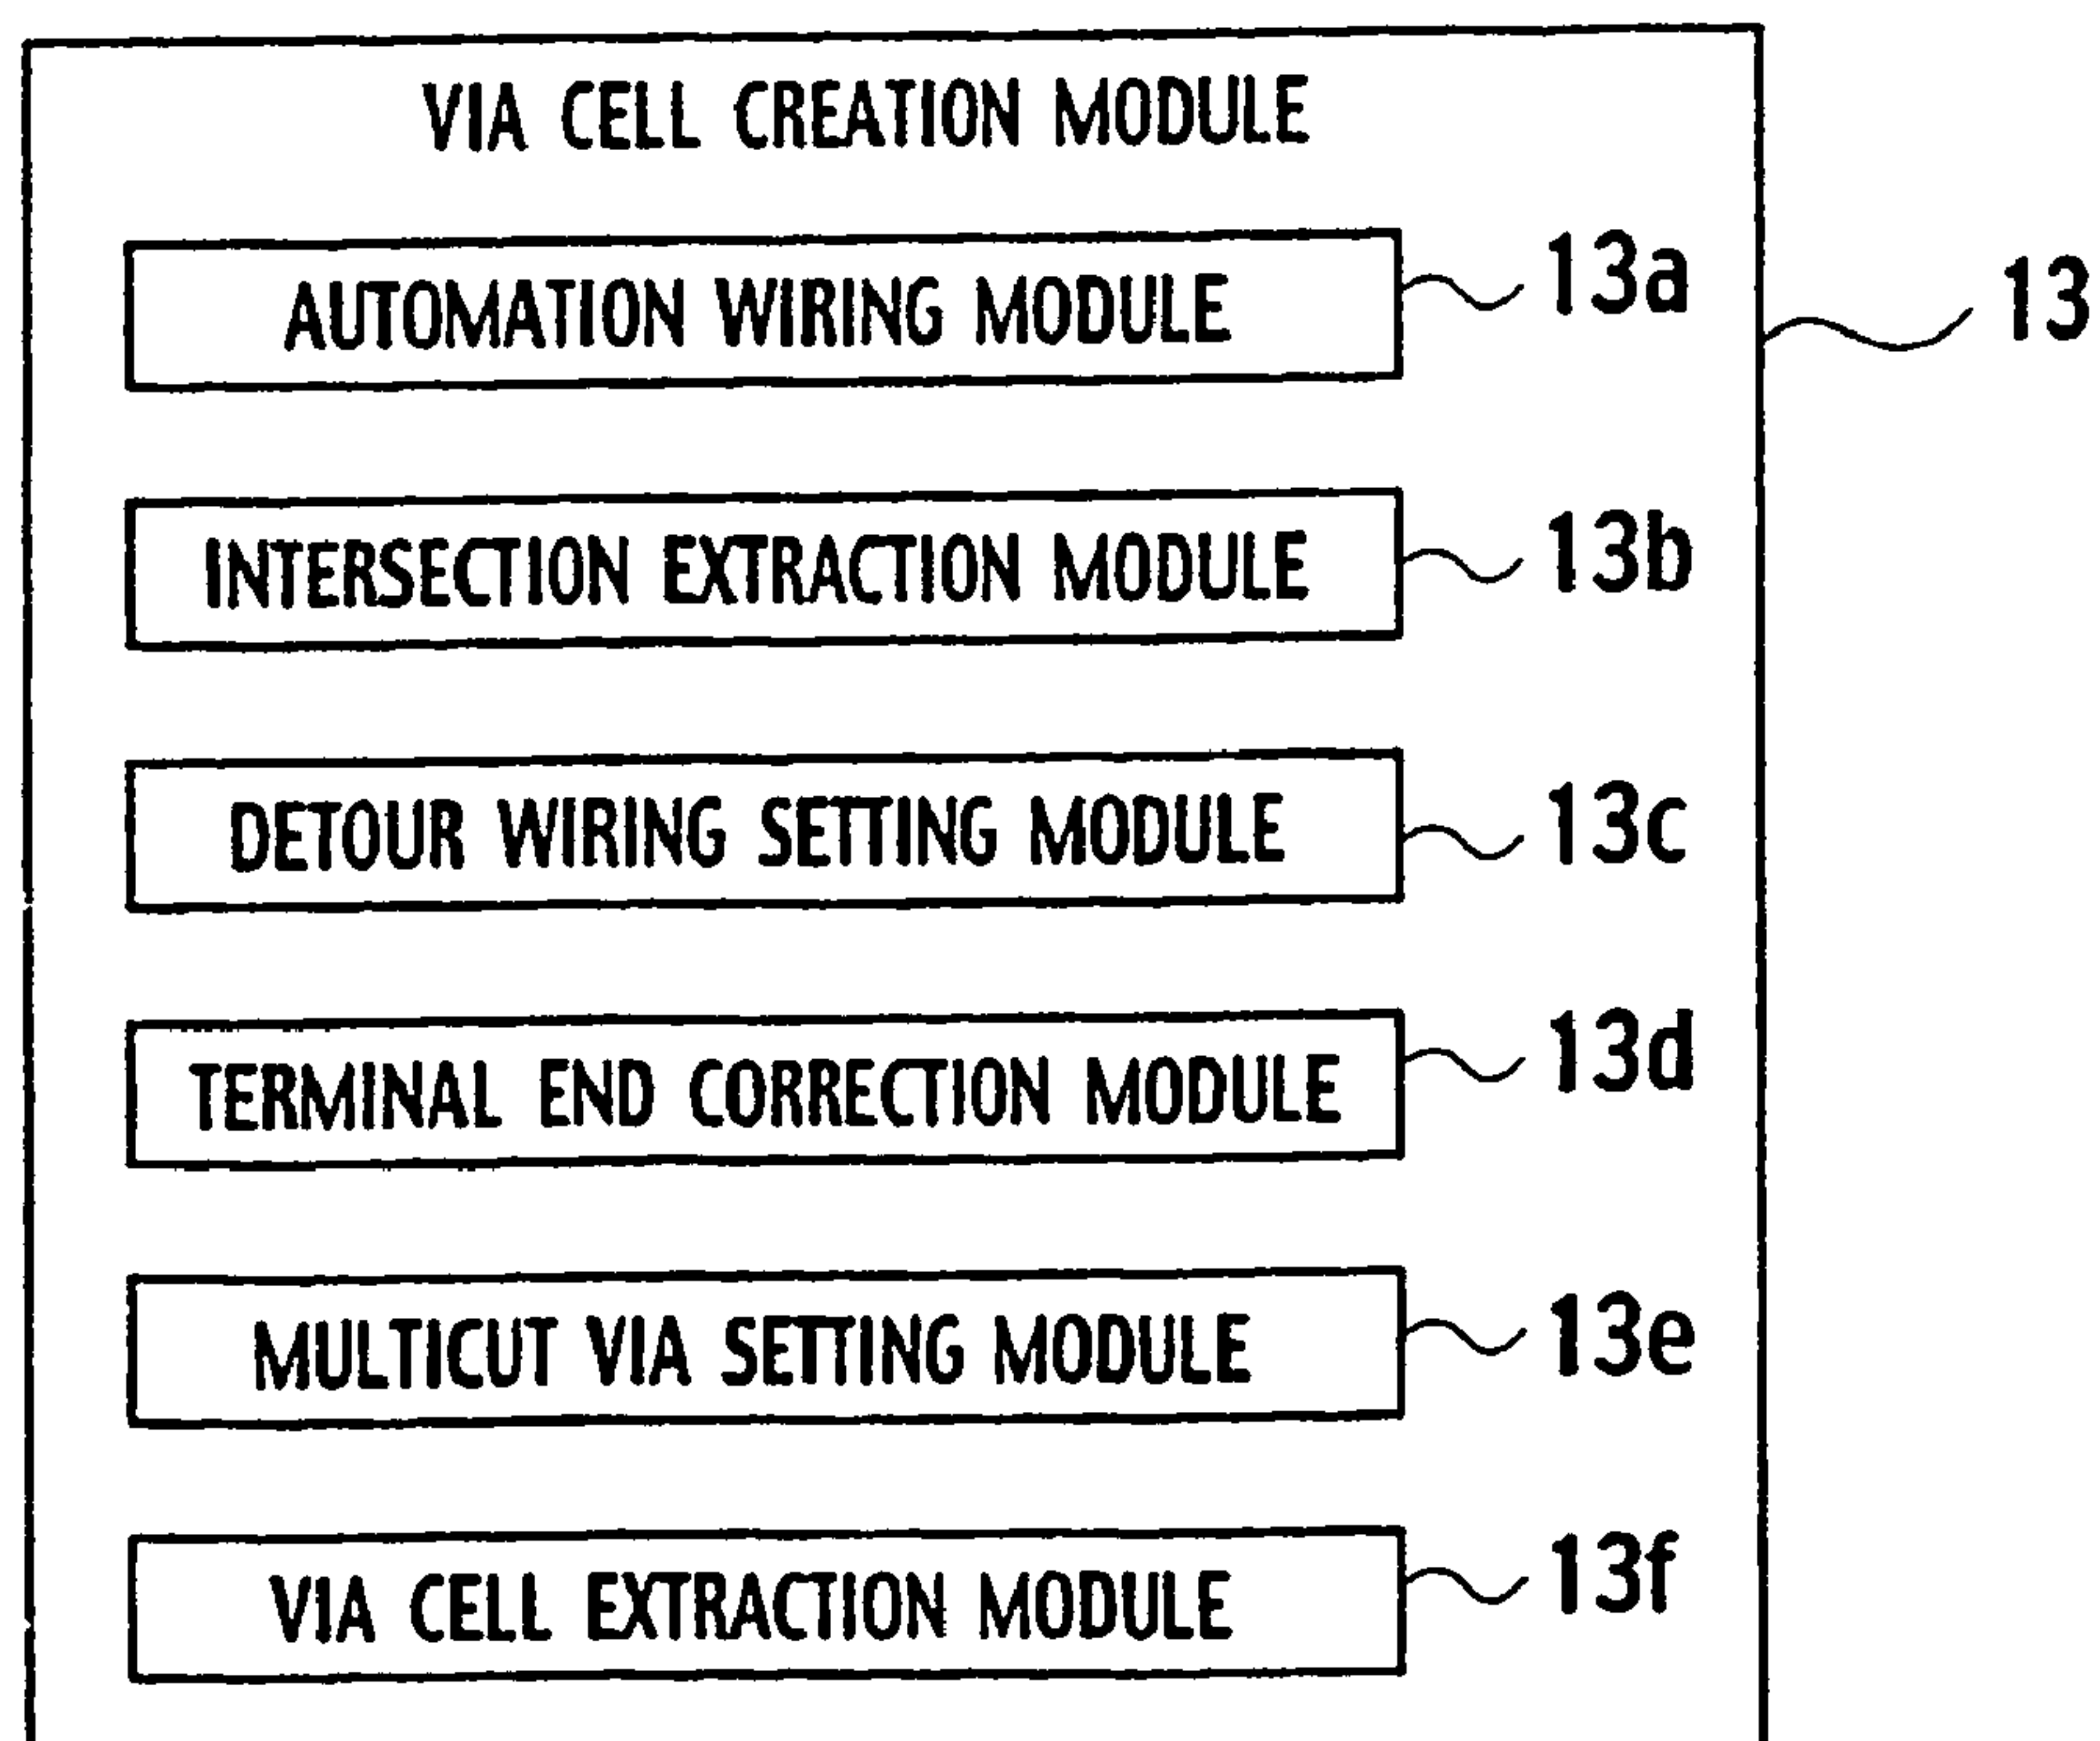 VIA CELL CREATION MODULE
AUTOMATION WIRING MODULE 13a
13
INTERSECTION EXTRACTION MODULE 13b
DETOUR WIRING SETTING MODULE 13c
TERMINAL END CORRECTION MODULE 13d
MULTICUT VIA SETTING MODULE 13e
VIA CELL EXTRACTION MODULE 13f